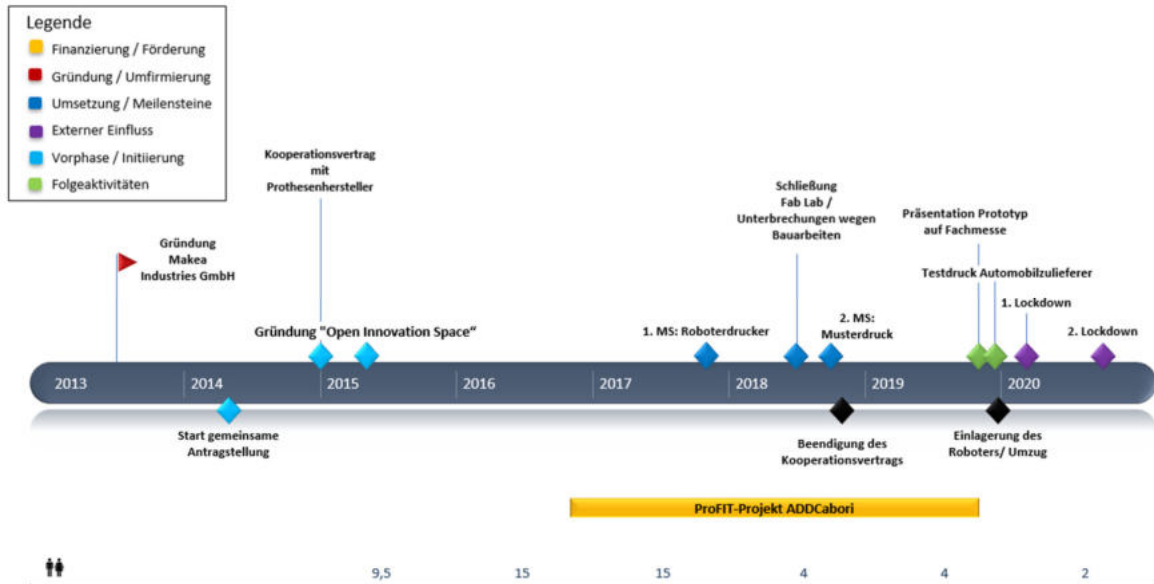 Legende
Finanzierung / Förderung
Gründung / Umfirmierung
Umsetzung / Meilensteine
Externer Einfluss
Vorphase / Initiierung
Folgeaktivitäten
Gründung
Makea
Industries GmbH
Kooperationsvertrag
mit
Prothesenhersteller
Gründung "Open Innovation Space“
1. MS: Roboterdrucker
Schließung
Fab Lab /
Unterbrechungen wegen
Bauarbeiten
2. MS:
Musterdruck
Präsentation Prototyp
auf Fachmesse
Testdruck Automobilzulieferer
1. Lockdown
2. Lockdown
2013
2014
2015
2016
2017
2018
2019
2020
Start gemeinsame
Antragstellung
Beendigung des
Kooperationsvertrags
Einlagerung des
Roboters/ Umzug
ProFIT-Projekt ADDCabori
9,5
15
15
4
4
2